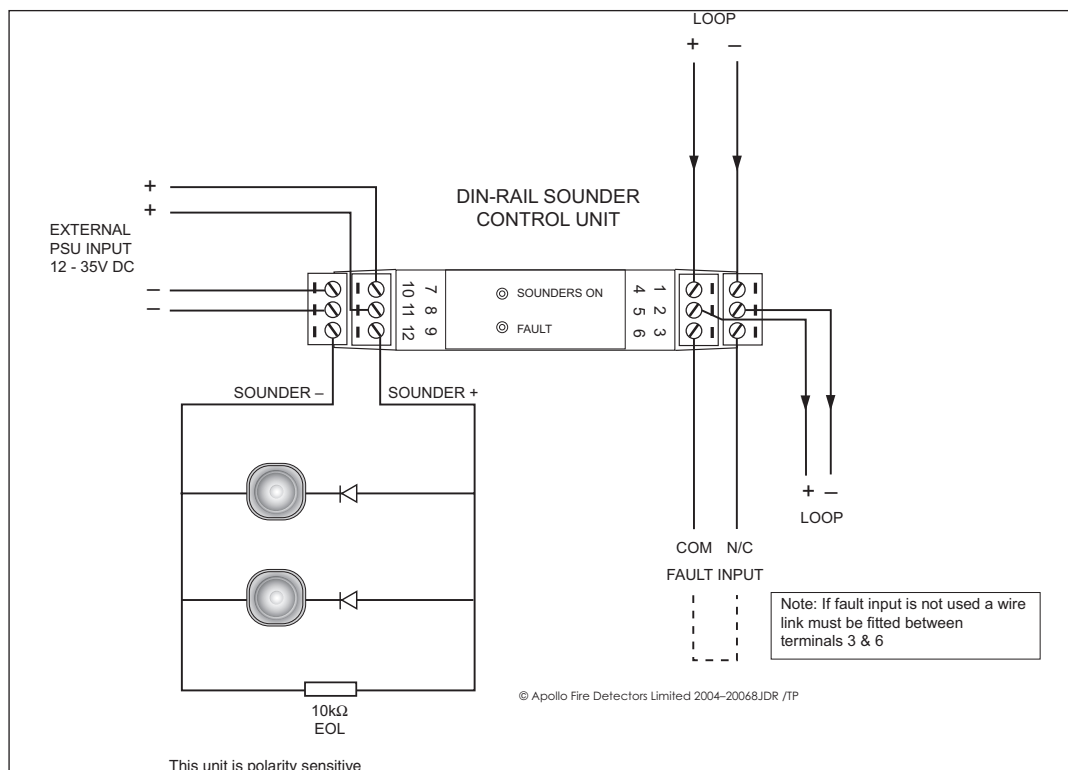 LOOP
+ –
DIN-RAIL SOUNDER
CONTROL UNIT
+
+
EXTERNAL
PSU INPUT
12 - 35V DC
–
–
10 7
11 8
12 9
SOUNDERS ON
FAULT
4 1
5 2
6 3
SOUNDER –
SOUNDER +
+ –
LOOP
COM N/C
FAULT INPUT
Note: If fault input is not used a wire
link must be fitted between
terminals 3 & 6
10kΩ
EOL
© Apollo Fire Detectors Limited 2004–20068JDR /TP
This unit is polarity sensitive